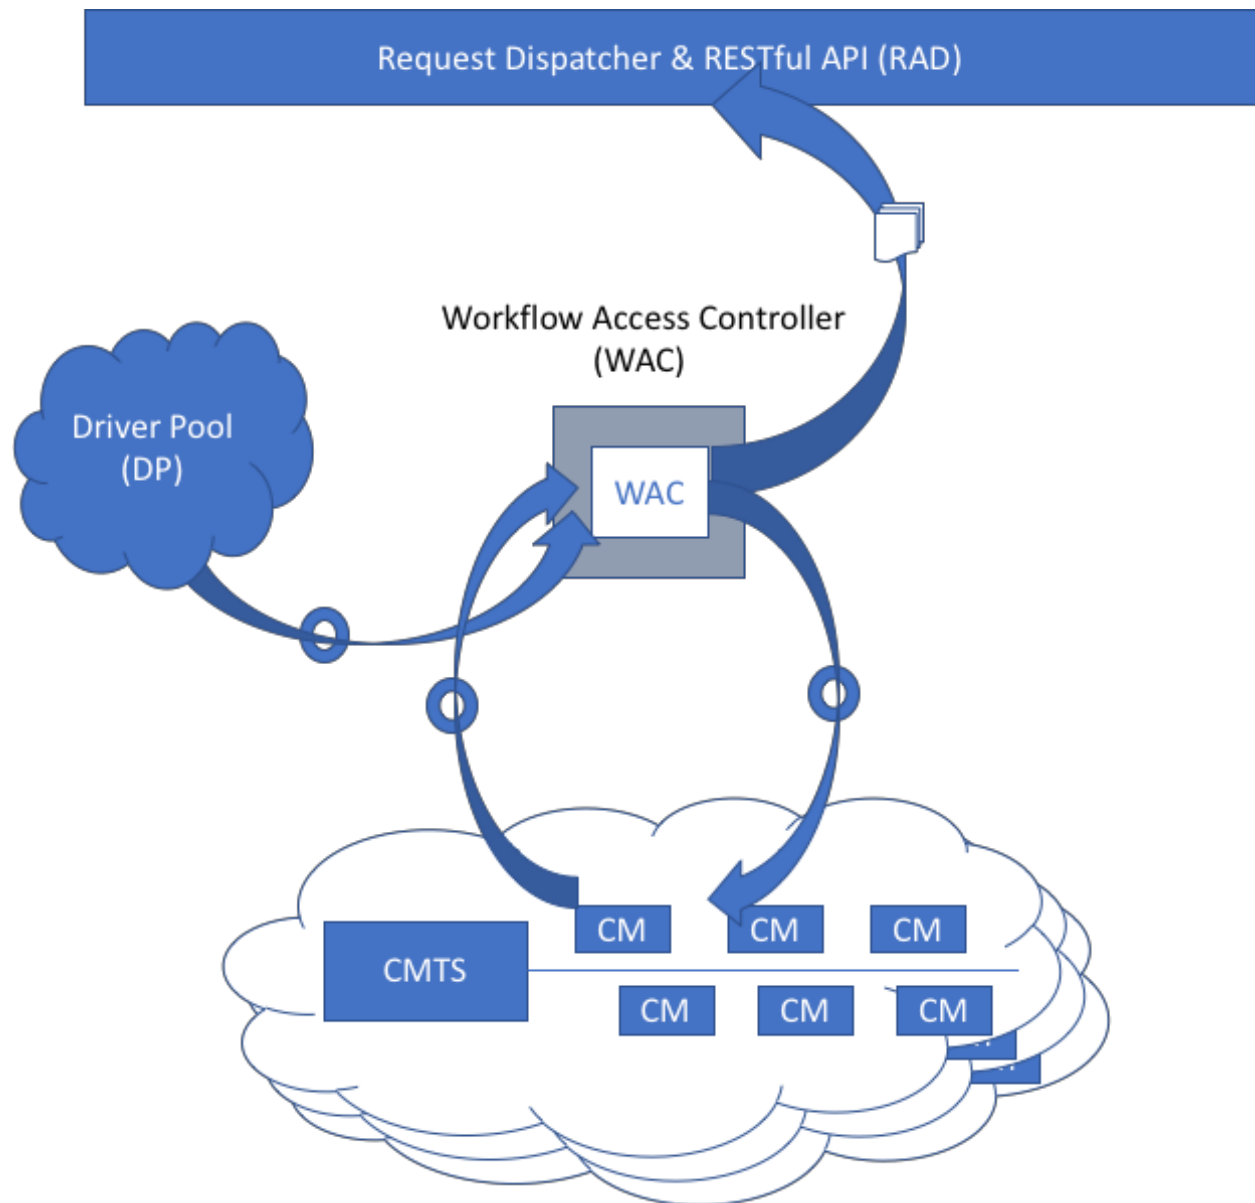 Request Dispatcher & RESTful API (RAD)
Workflow Access Controller
(WAC)
Driver Pool
(DP)
WAC
CM
CM
CM
CMTS
CM
CM
CM